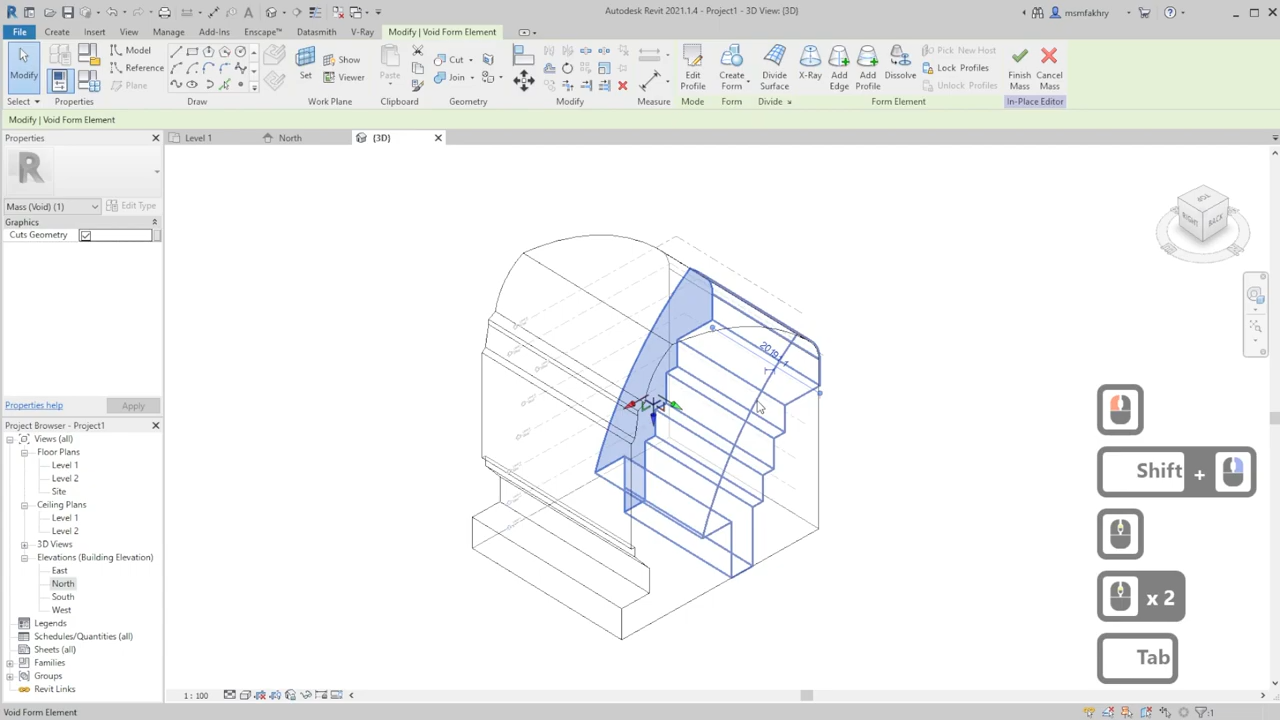 Autodesk Revit 2021.1.4 - Project1 - 3D View: {3D}
msmfakhry
File
Create
Insert
View
Manage
Add-Ins
Enscape™
Datasmith
V-Ray
Modify | Void Form Element
Modify
Model
Reference
Plane
Set
Show
Viewer
Paste
Cut
Join
Edit
Profile
Create
Form
Divide
Surface
X-Ray
Add
Edge
Add
Profile
Dissolve
Pick New Host
Lock Profiles
Unlock Profiles
Finish
Mass
Cancel
Mass
Select
Properties
Draw
Work Plane
Clipboard
Geometry
Modify
Measure
Mode
Form
Divide
Form Element
In-Place Editor
Modify | Void Form Element
Properties
Level 1
North
{3D}
Mass (Void) (1)
Edit Type
Graphics
Cuts Geometry
Properties help
Apply
Project Browser - Project1
Views (all)
Floor Plans
Level 1
Level 2
Site
Ceiling Plans
Level 1
Level 2
3D Views
Elevations (Building Elevation)
East
North
South
West
Legends
Schedules/Quantities (all)
Sheets (all)
Families
Groups
Revit Links
TOP
RIGHT
BACK
Shift +
x 2
Tab
1 : 100
Void Form Element
:1